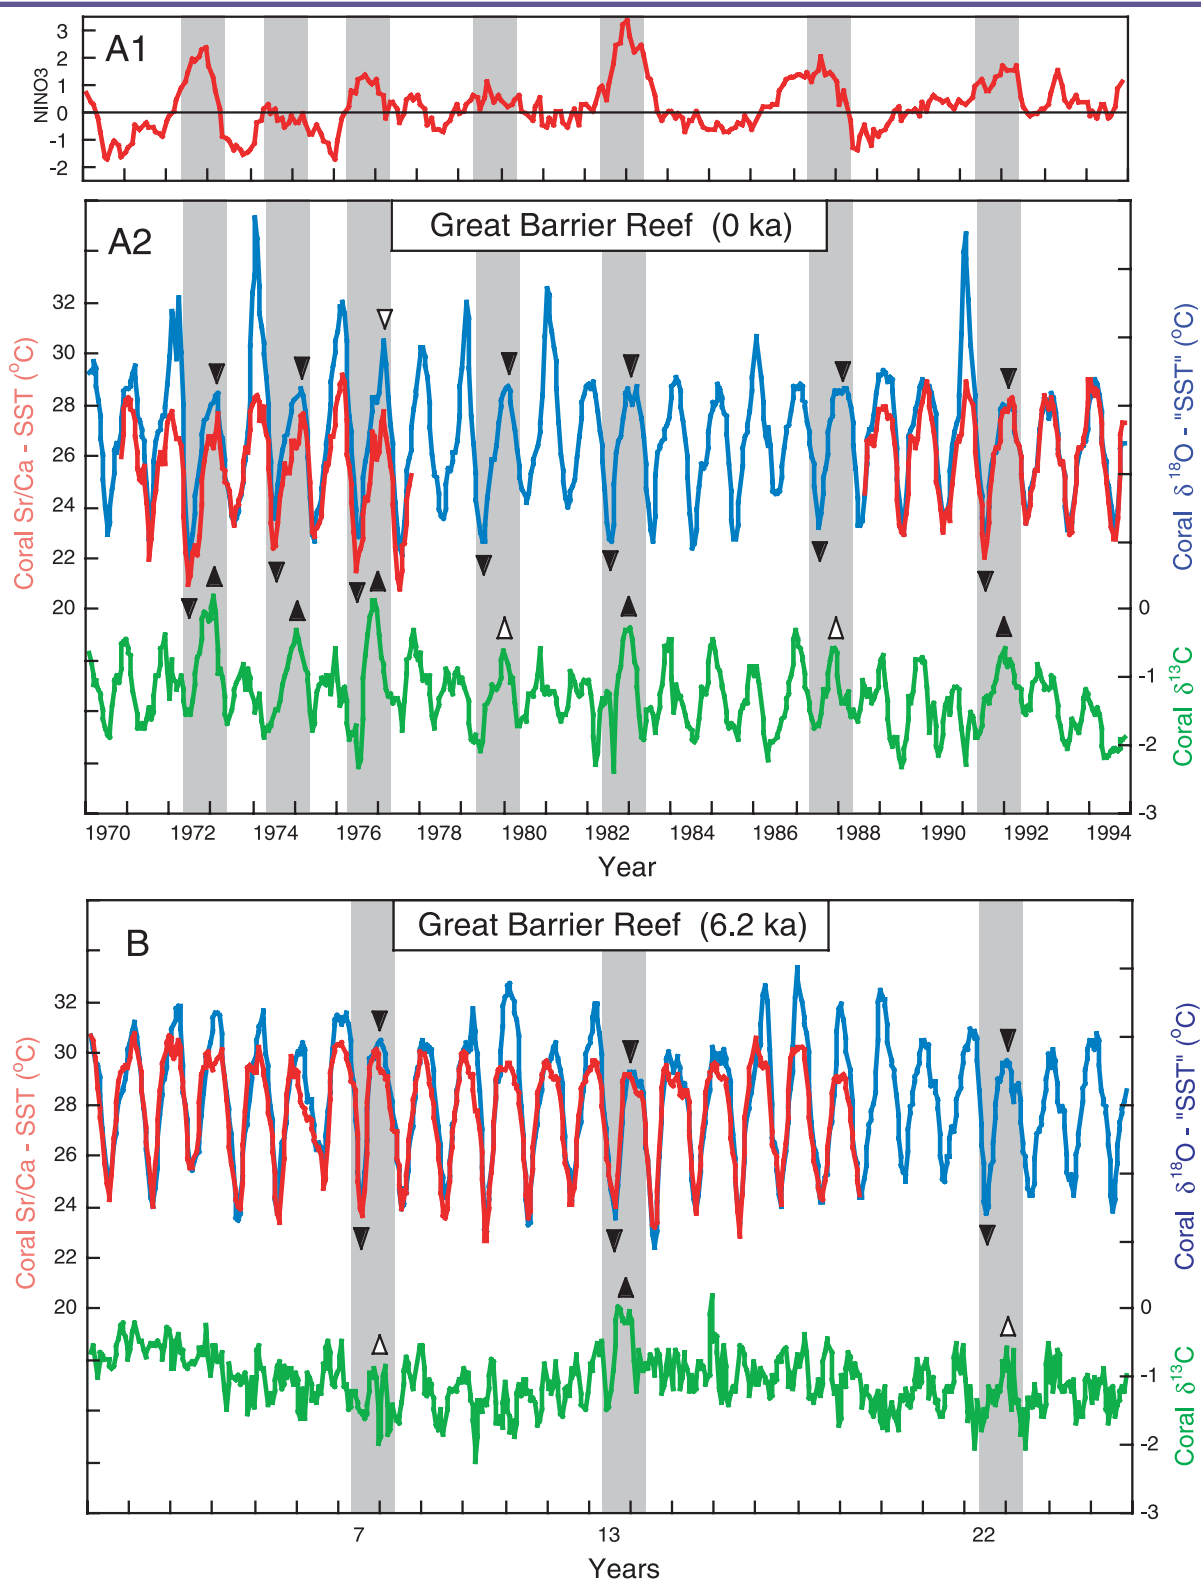 A1
NINO3
3
2
1
0
-1
-2
A2
Great Barrier Reef (0 ka)
Coral Sr/Ca - SST (°C)
32
30
28
26
24
22
20
Coral δ18O - "SST" (°C)
Coral δ13C
0
-1
-2
-3
1970 1972 1974 1976 1978 1980 1982 1984 1986 1988 1990 1992 1994
Year
B
Great Barrier Reef (6.2 ka)
Coral Sr/Ca - SST (°C)
32
30
28
26
24
22
20
Coral δ18O - "SST" (°C)
Coral δ13C
0
-1
-2
-3
7 13 22
Years